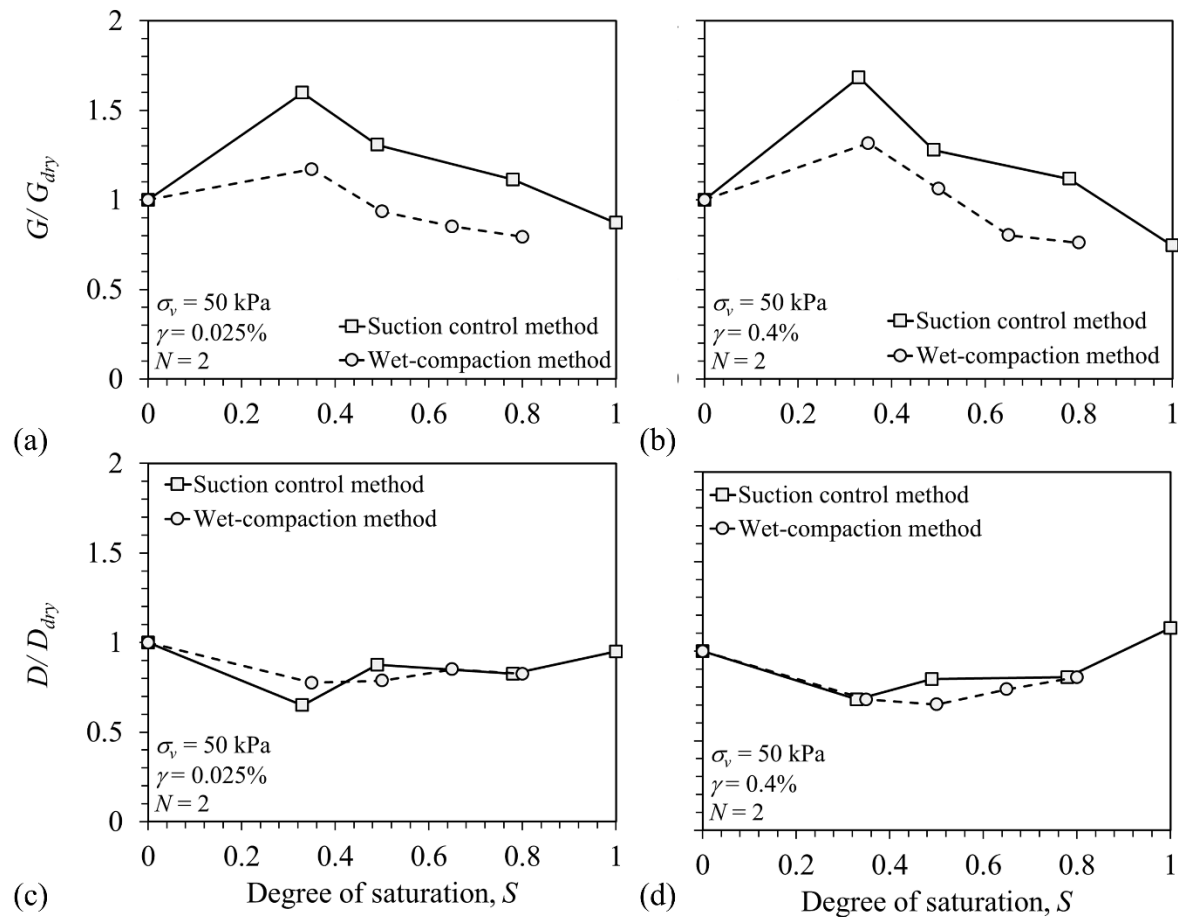 2
1.5
1
0.5
0
G/ G_dry
σ_v = 50 kPa
γ = 0.025%
N = 2
Suction control method
Wet-compaction method
0 0.2 0.4 0.6 0.8 1
(a)
σ_v = 50 kPa
γ = 0.4%
N = 2
Suction control method
Wet-compaction method
0 0.2 0.4 0.6 0.8 1
(b)
2
1.5
1
0.5
0
D/ D_dry
Suction control method
Wet-compaction method
σ_v = 50 kPa
γ = 0.025%
N = 2
0 0.2 0.4 0.6 0.8 1
(c)
Degree of saturation, S
Suction control method
Wet-compaction method
σ_v = 50 kPa
γ = 0.4%
N = 2
0 0.2 0.4 0.6 0.8 1
(d)
Degree of saturation, S